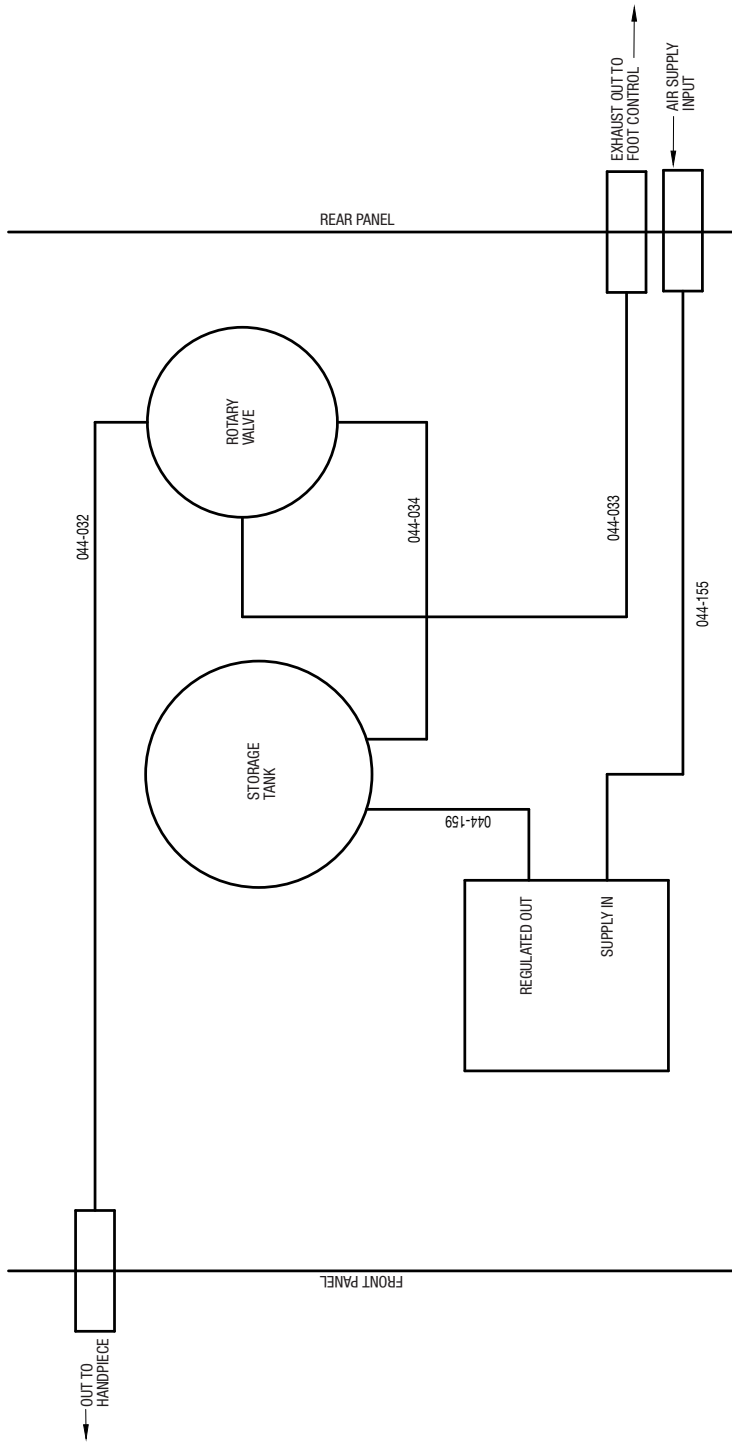 EXHAUST OUT TO
FOOT CONTROL
AIR SUPPLY
INPUT
REAR PANEL
ROTARY
VALVE
044-032
044-034
044-033
044-155
STORAGE
TANK
044-159
REGULATED OUT
SUPPLY IN
FRONT PANEL
OUT TO
HANDPIECE